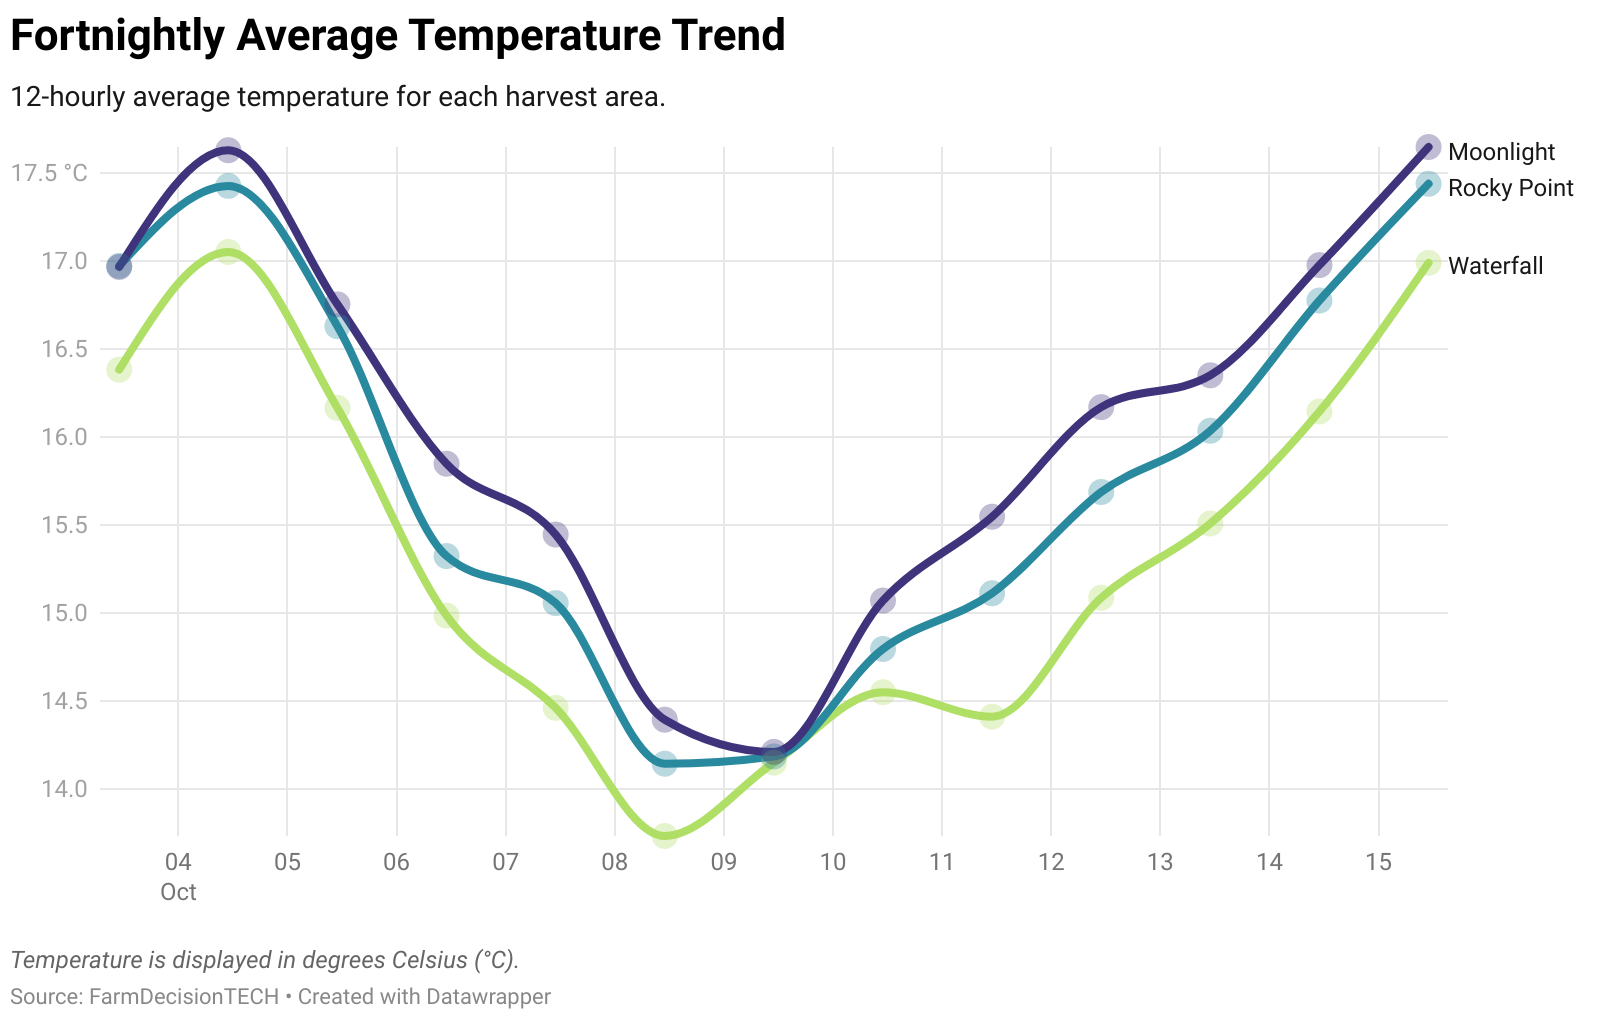 Fortnightly Average Temperature Trend
12-hourly average temperature for each harvest area.
17.5 °C
17.0
16.5
16.0
15.5
15.0
14.5
14.0
Moonlight
Rocky Point
Waterfall
04 05 06 07 08 09 10 11 12 13 14 15
Oct
Temperature is displayed in degrees Celsius (°C).
Source: FarmDecisionTECH • Created with Datawrapper